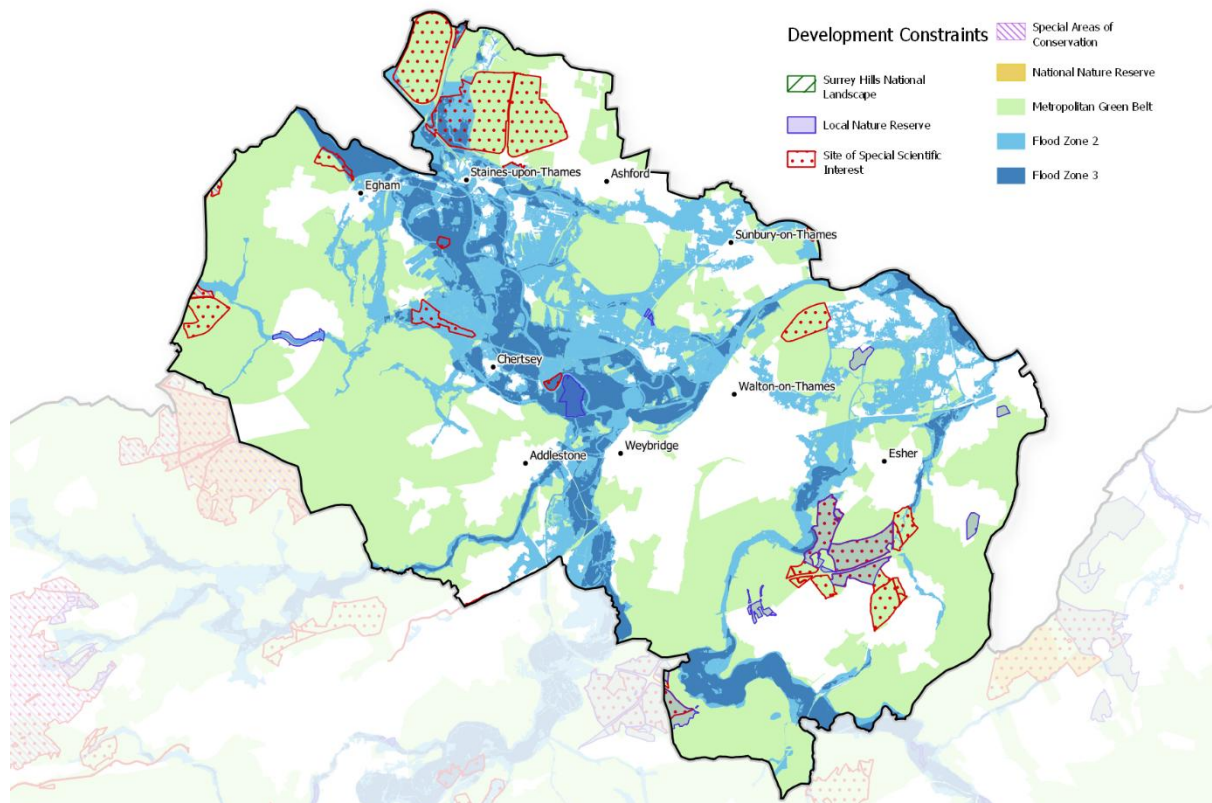 Development Constraints
Surrey Hills National
Landscape
Local Nature Reserve
Site of Special Scientific
Interest
Special Areas of
Conservation
National Nature Reserve
Metropolitan Green Belt
Flood Zone 2
Flood Zone 3
Staines-upon-Thames
Ashford
Egham
Sunbury-on-Thames
Chertsey
Walton-on-Thames
Weybridge
Addlestone
Esher